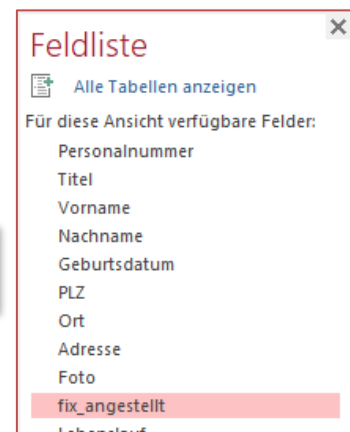 Feldliste
Alle Tabellen anzeigen
Für diese Ansicht verfügbare Felder:
Personalnummer
Titel
Vorname
Nachname
Geburtsdatum
PLZ
Ort
Adresse
Foto
fix_angestellt
Lebenslauf